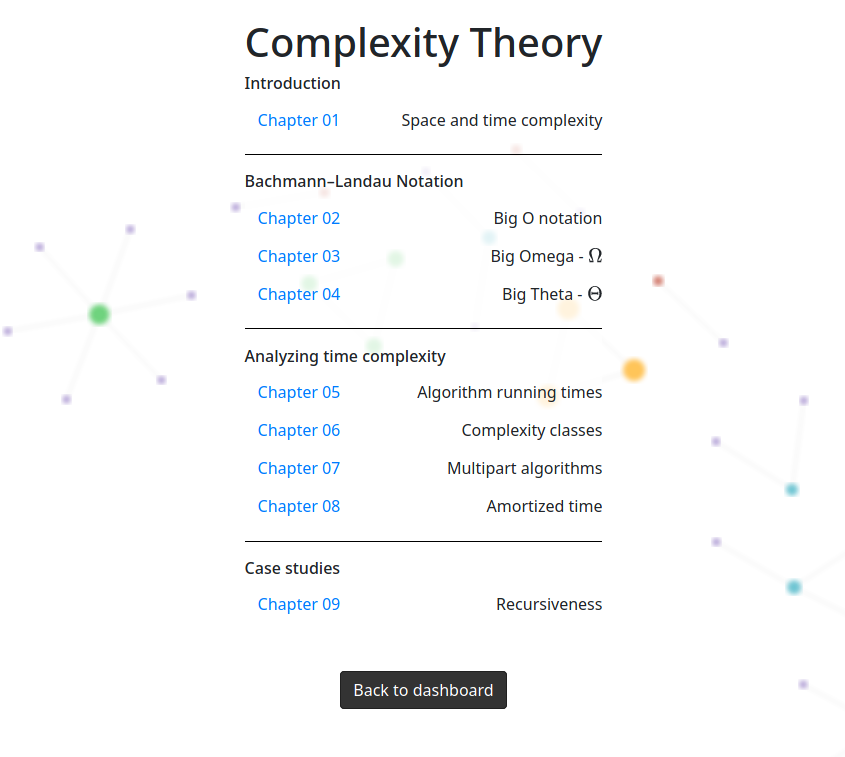 Complexity Theory
Introduction
Chapter 01 Space and time complexity
Bachmann–Landau Notation
Chapter 02 Big O notation
Chapter 03 Big Omega - Ω
Chapter 04 Big Theta - Θ
Analyzing time complexity
Chapter 05 Algorithm running times
Chapter 06 Complexity classes
Chapter 07 Multipart algorithms
Chapter 08 Amortized time
Case studies
Chapter 09 Recursiveness
Back to dashboard